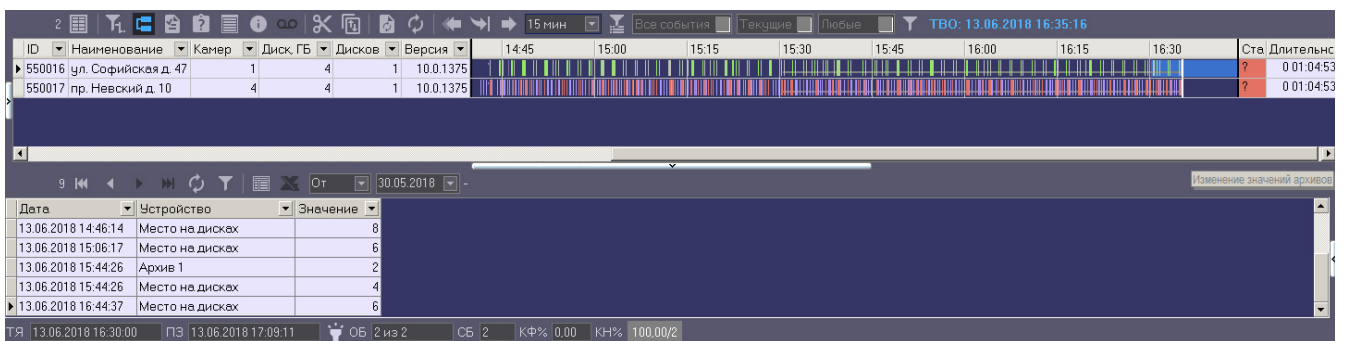 2 15 мин Все события Текущие Любые ТВО: 13.06.2018 16:35:16
ID Наименование Камер Диск, ГБ Дисков Версия 14:45 15:00 15:15 15:30 15:45 16:00 16:15 16:30 Ста Длительнс
550016 ул. Софийская д. 47 1 4 1 10.0.1375 ? 0 01:04:53
550017 пр. Невский д. 10 4 4 1 10.0.1375 ? 0 01:04:53
9 От 30.05.2018 - Изменение значений архивов
Дата Устройство Значение
13.06.2018 14:46:14 Место на дисках 8
13.06.2018 15:06:17 Место на дисках 6
13.06.2018 15:44:26 Архив 1 2
13.06.2018 15:44:26 Место на дисках 4
13.06.2018 16:44:37 Место на дисках 6
ТЯ 13.06.2018 16:30:00 ПЗ 13.06.2018 17:09:11 ОБ 2 из 2 СБ 2 КФ% 0,00 КН% 100,00/2